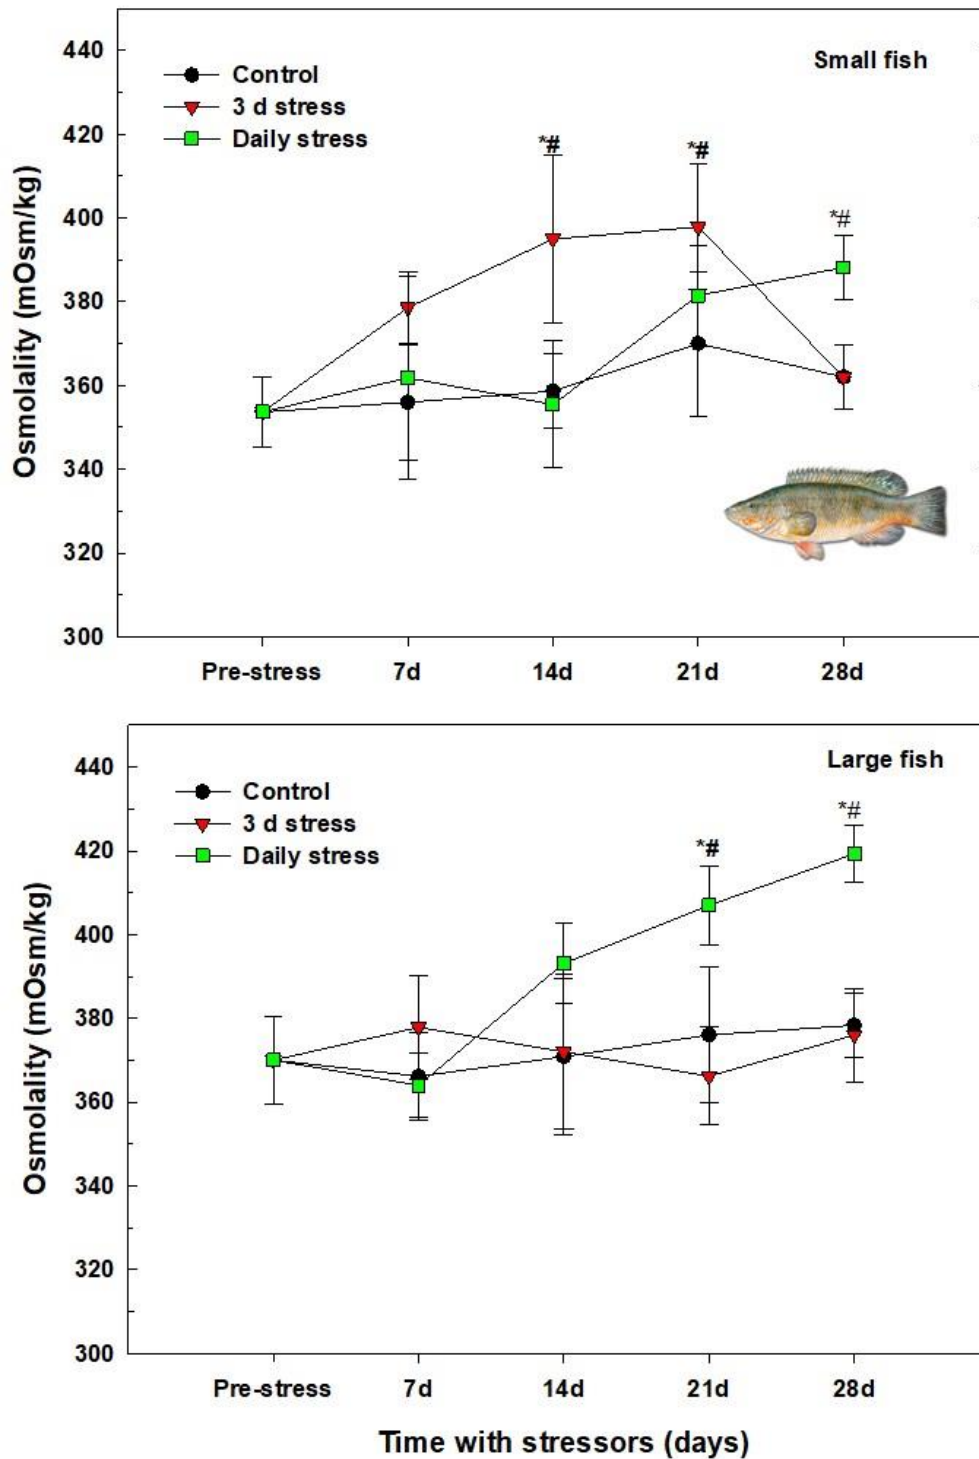 Small fish
Control
3 d stress
Daily stress
*#
*#
*#
Osmolality (mOsm/kg)
440
420
400
380
360
340
320
300
Pre-stress 7d 14d 21d 28d
Large fish
Control
3 d stress
Daily stress
*#
*#
Osmolality (mOsm/kg)
440
420
400
380
360
340
320
300
Pre-stress 7d 14d 21d 28d
Time with stressors (days)